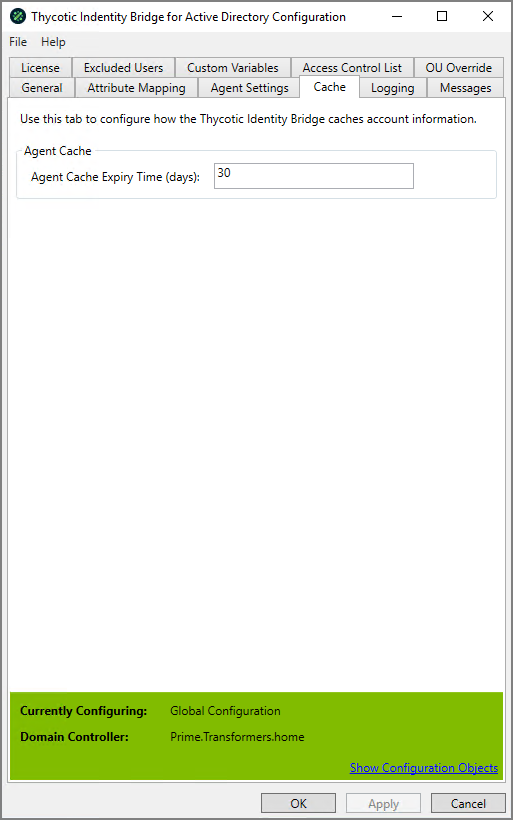 Thycotic Indentity Bridge for Active Directory Configuration
File Help
License Excluded Users Custom Variables Access Control List OU Override
General Attribute Mapping Agent Settings Cache Logging Messages
Use this tab to configure how the Thycotic Identity Bridge caches account information.
Agent Cache
Agent Cache Expiry Time (days): 30
Currently Configuring: Global Configuration
Domain Controller: Prime.Transformers.home
Show Configuration Objects
OK Apply Cancel